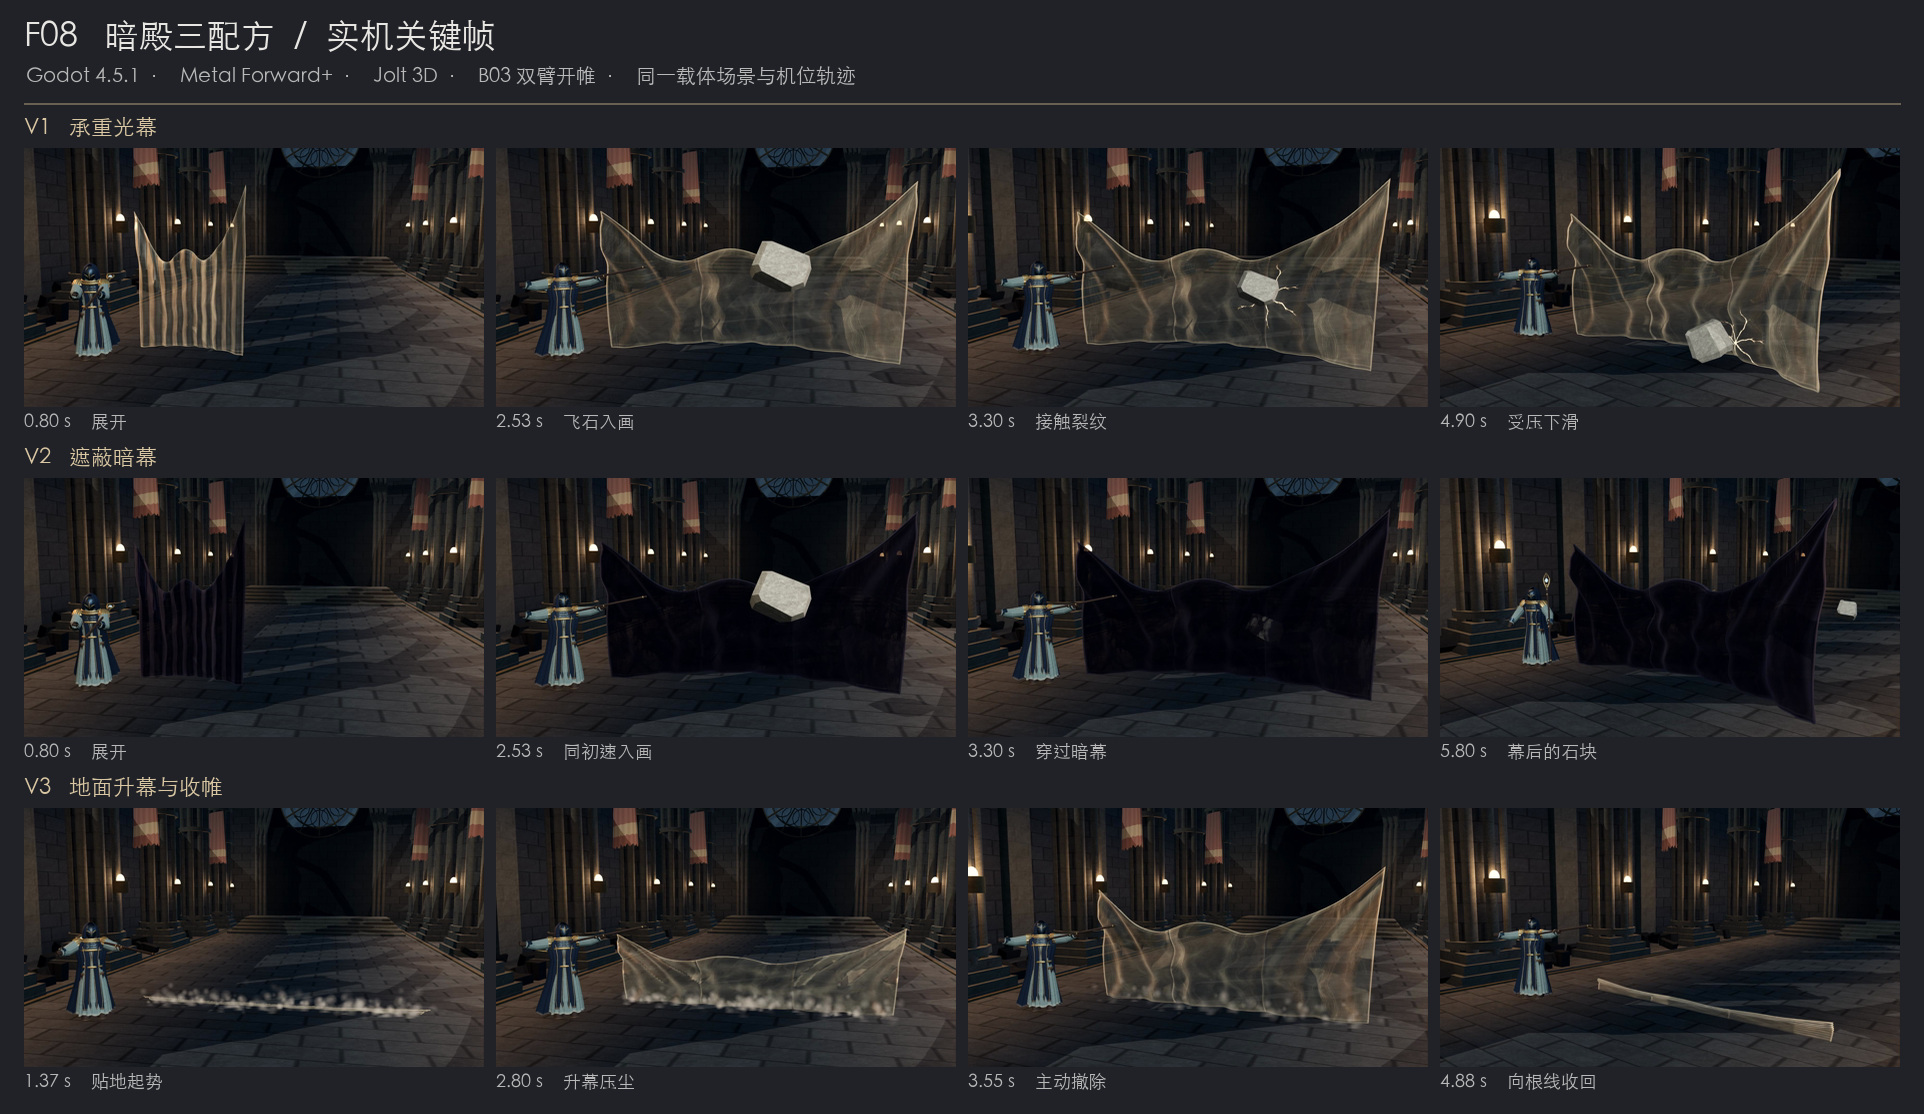 F08 暗殿三配方 / 实机关键帧
Godot 4.5.1 · Metal Forward+ · Jolt 3D · B03 双臂开帷 · 同一载体场景与机位轨迹
V1 承重光幕
0.80 s 展开
2.53 s 飞石入画
3.30 s 接触裂纹
4.90 s 受压下滑
V2 遮蔽暗幕
0.80 s 展开
2.53 s 同初速入画
3.30 s 穿过暗幕
5.80 s 幕后的石块
V3 地面升幕与收帷
1.37 s 贴地起势
2.80 s 升幕压尘
3.55 s 主动撤除
4.88 s 向根线收回